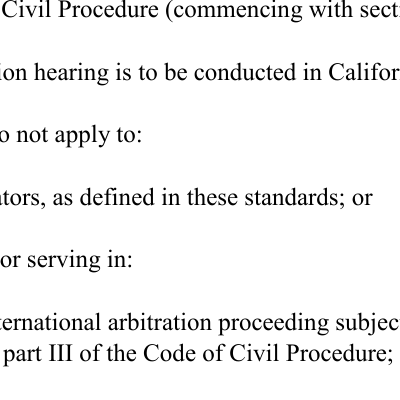 Civil Procedure (commencing with sect
ion hearing is to be conducted in Califor
o not apply to:
ators, as defined in these standards; or
or serving in:
ternational arbitration proceeding subjec
part III of the Code of Civil Procedure;